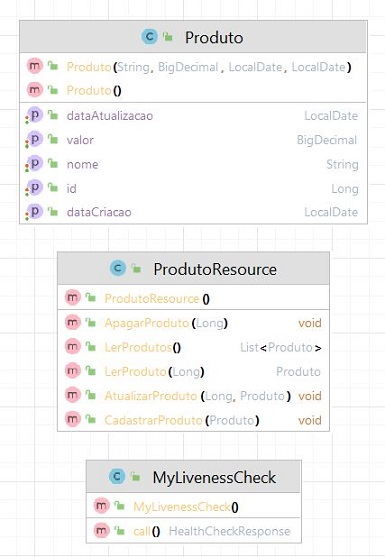 Produto
Produto(String, BigDecimal, LocalDate, LocalDate)
Produto()
dataAtualizacao LocalDate
valor BigDecimal
nome String
id Long
dataCriacao LocalDate
ProdutoResource
ProdutoResource()
ApagarProduto(Long) void
LerProdutos() List<Produto>
LerProduto(Long) Produto
AtualizarProduto(Long, Produto) void
CadastrarProduto(Produto) void
MyLivenessCheck
MyLivenessCheck()
call() HealthCheckResponse